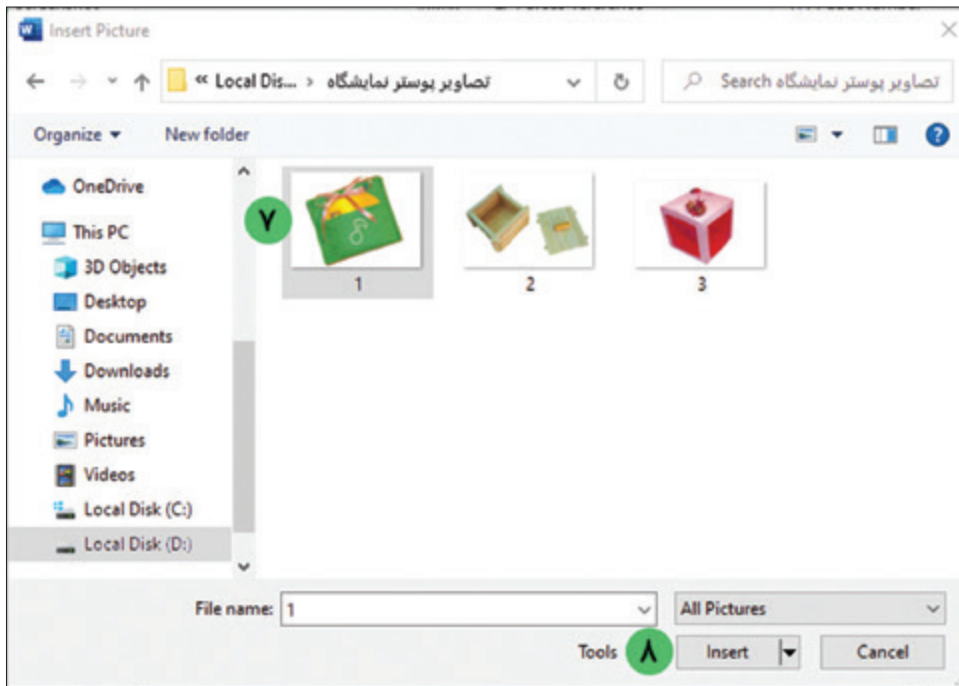 Insert Picture
« Local Dis... › تصاویر پوستر نمایشگاه
Search تصاویر پوستر نمایشگاه
Organize
New folder
OneDrive
This PC
3D Objects
Desktop
Documents
Downloads
Music
Pictures
Videos
Local Disk (C:)
Local Disk (D:)
۷
1
2
3
File name: 1
All Pictures
Tools
۸
Insert
Cancel